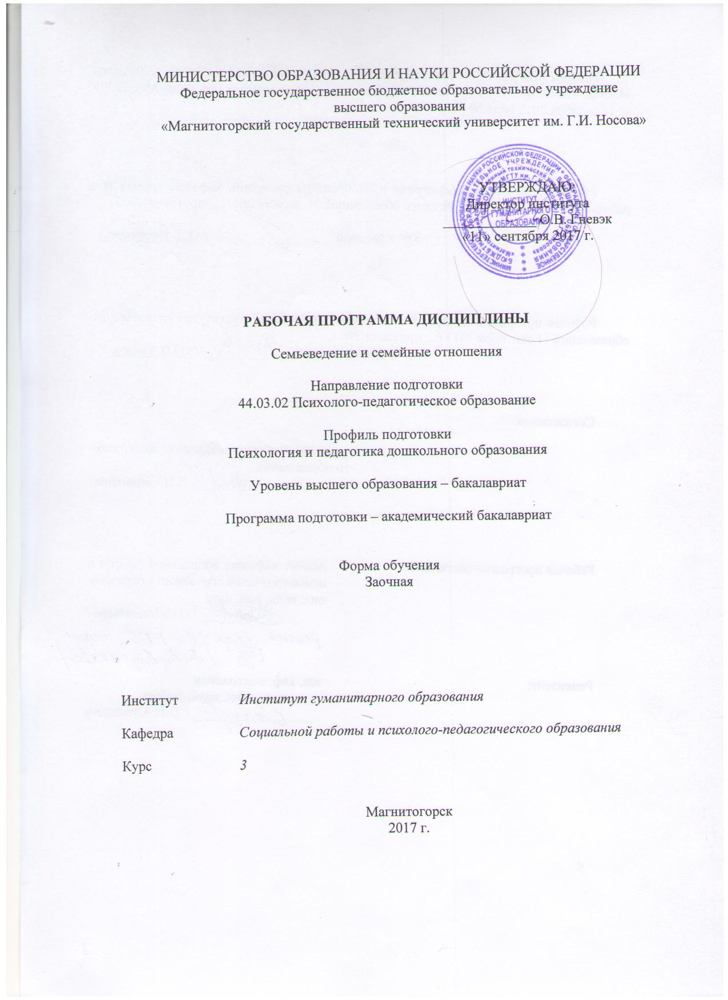 МИНИСТЕРСТВО ОБРАЗОВАНИЯ И НАУКИ РОССИЙСКОЙ ФЕДЕРАЦИИ
Федеральное государственное бюджетное образовательное учреждение
высшего образования
«Магнитогорский государственный технический университет им. Г.И. Носова»
УТВЕРЖДАЮ:
Директор института
О.В. Гневэк
«11» сентября 2017 г.
ИНСТИТУТ
ГУМАНИТАРНОГО
ОБРАЗОВАНИЯ
РАБОЧАЯ ПРОГРАММА ДИСЦИПЛИНЫ
Семьеведение и семейные отношения
Направление подготовки
44.03.02 Психолого-педагогическое образование
Профиль подготовки
Психология и педагогика дошкольного образования
Уровень высшего образования – бакалавриат
Программа подготовки – академический бакалавриат
Форма обучения
Заочная
Институт Институт гуманитарного образования
Кафедра Социальной работы и психолого-педагогического образования
Курс 3
Магнитогорск
2017 г.